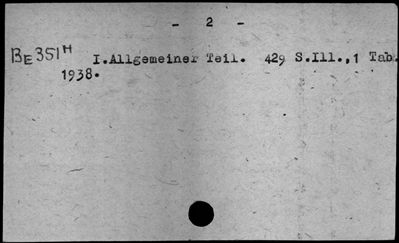 - 2 -
BE 351 H I.Allgemeiner Teil. 429 S.Ill.,1 Tab.
1938.